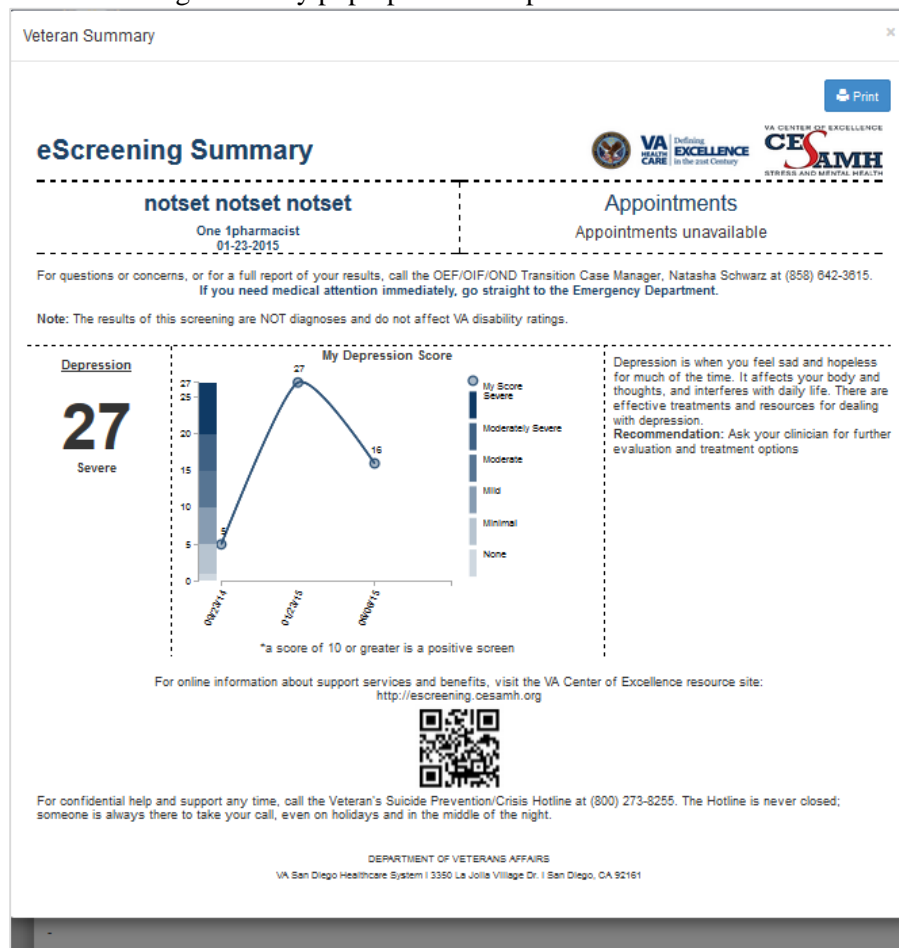 Veteran Summary
×
Print
eScreening Summary
VA
HEALTH
CARE
Defining
EXCELLENCE
in the 21st Century
VA CENTER OF EXCELLENCE
CESAMH
STRESS AND MENTAL HEALTH
notset notset notset
One 1pharmacist
01-23-2015
Appointments
Appointments unavailable
For questions or concerns, or for a full report of your results, call the OEF/OIF/OND Transition Case Manager, Natasha Schwarz at (858) 642-3615.
If you need medical attention immediately, go straight to the Emergency Department.
Note: The results of this screening are NOT diagnoses and do not affect VA disability ratings.
Depression
27
Severe
My Depression Score
27
25
20
15
10
5
0
5
27
16
09/23/14
01/23/15
06/06/15
My Score
Severe
Moderately Severe
Moderate
Mild
Minimal
None
*a score of 10 or greater is a positive screen
Depression is when you feel sad and hopeless
for much of the time. It affects your body and
thoughts, and interferes with daily life. There are
effective treatments and resources for dealing
with depression.
Recommendation: Ask your clinician for further
evaluation and treatment options
For online information about support services and benefits, visit the VA Center of Excellence resource site:
http://escreening.cesamh.org
For confidential help and support any time, call the Veteran's Suicide Prevention/Crisis Hotline at (800) 273-8255. The Hotline is never closed;
someone is always there to take your call, even on holidays and in the middle of the night.
DEPARTMENT OF VETERANS AFFAIRS
VA San Diego Healthcare System I 3350 La Jolla Village Dr. I San Diego, CA 92161
-